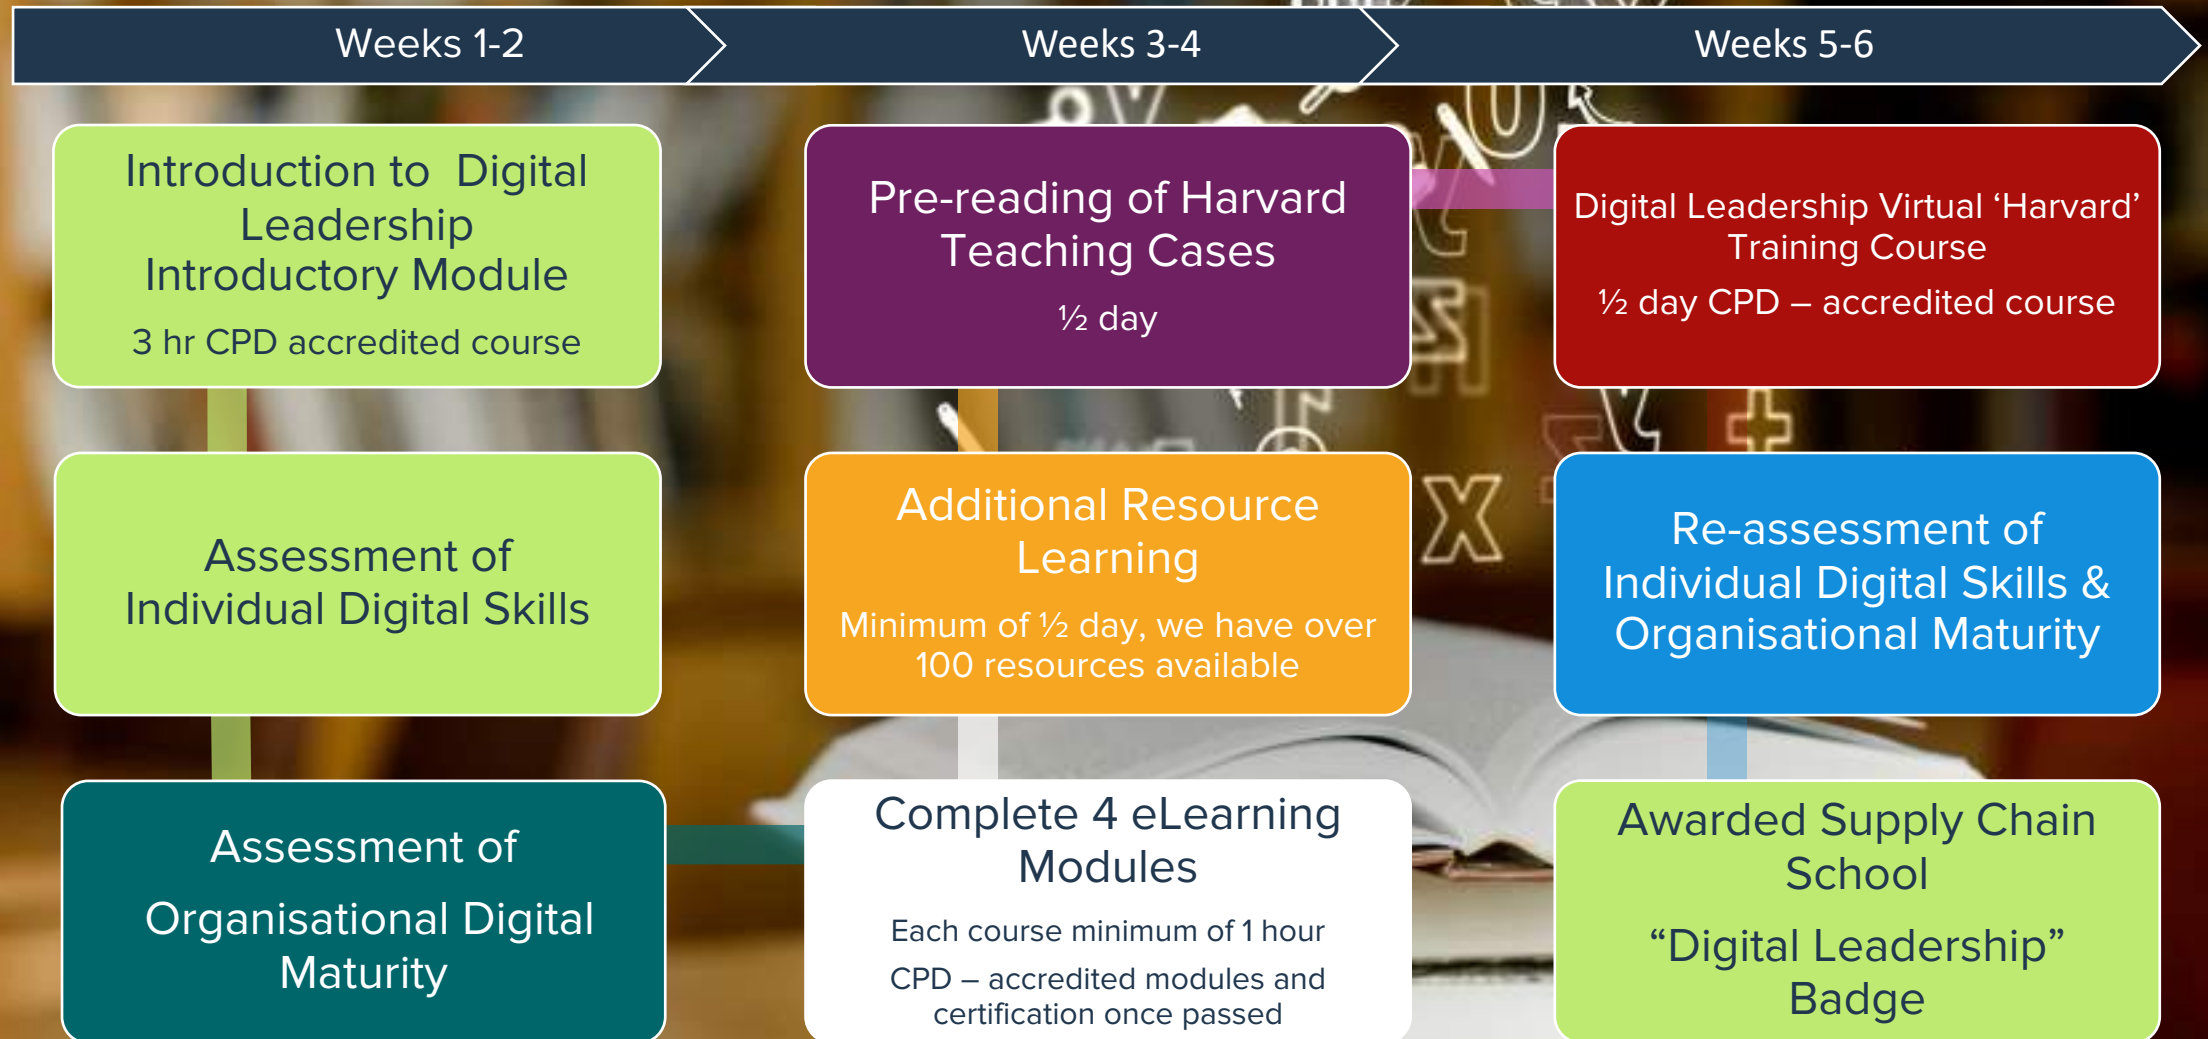 Weeks 1-2
Weeks 3-4
Weeks 5-6
Introduction to Digital
Leadership
Introductory Module
3 hr CPD accredited course
Assessment of
Individual Digital Skills
Assessment of
Organisational Digital
Maturity
Pre-reading of Harvard
Teaching Cases
½ day
Additional Resource
Learning
Minimum of ½ day, we have over
100 resources available
Complete 4 eLearning
Modules
Each course minimum of 1 hour
CPD – accredited modules and
certification once passed
Digital Leadership Virtual ‘Harvard’
Training Course
½ day CPD – accredited course
Re-assessment of
Individual Digital Skills &
Organisational Maturity
Awarded Supply Chain
School
“Digital Leadership”
Badge